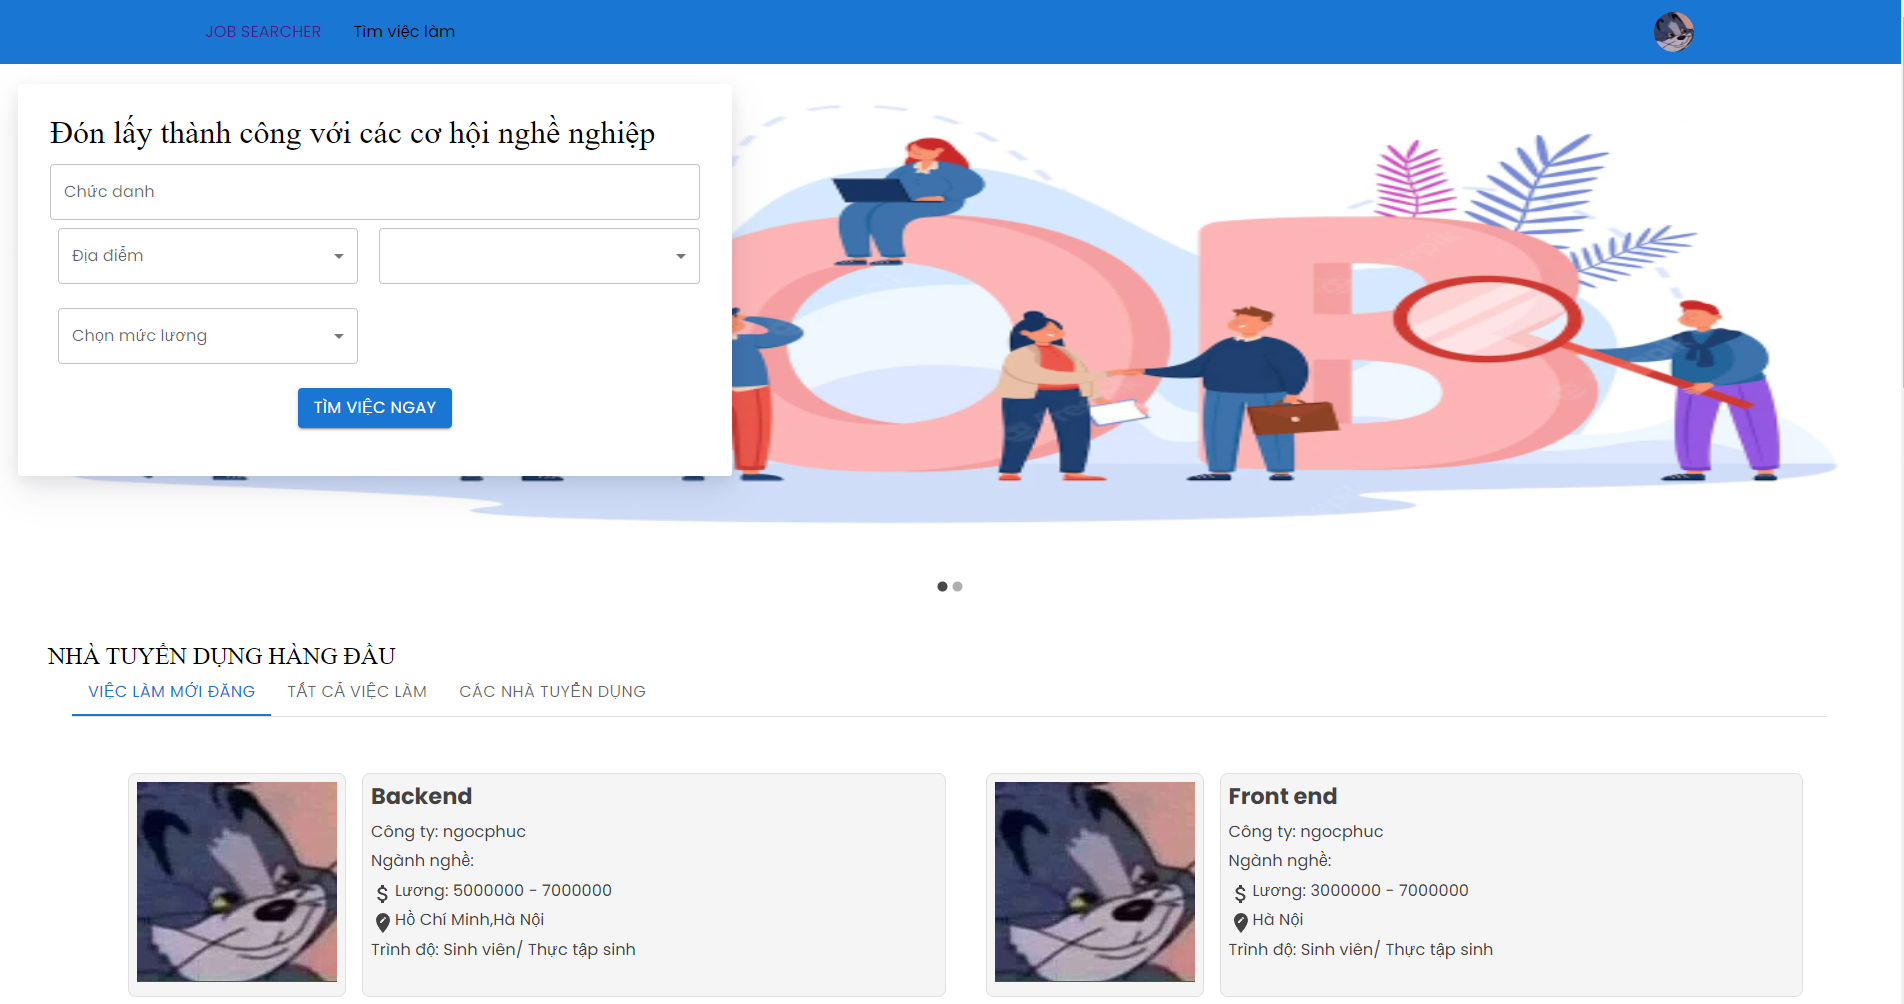 JOB SEARCHER Tìm việc làm
Đón lấy thành công với các cơ hội nghề nghiệp
Chức danh
Địa điểm
Chọn mức lương
TÌM VIỆC NGAY
NHÀ TUYỂN DỤNG HÀNG ĐẦU
VIỆC LÀM MỚI ĐĂNG TẤT CẢ VIỆC LÀM CÁC NHÀ TUYỂN DỤNG
Backend
Công ty: ngocphuc
Ngành nghề:
Lương: 5000000 - 7000000
Hồ Chí Minh,Hà Nội
Trình độ: Sinh viên/ Thực tập sinh
Front end
Công ty: ngocphuc
Ngành nghề:
Lương: 3000000 - 7000000
Hà Nội
Trình độ: Sinh viên/ Thực tập sinh